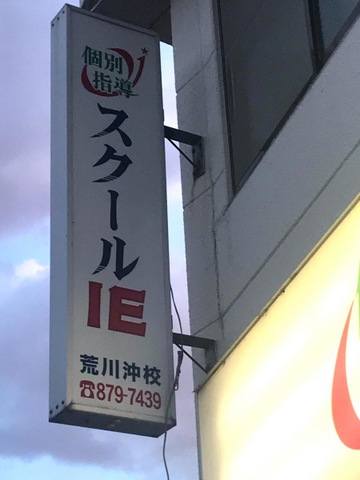 個別
指導
スクール
IE
荒川沖校
☎879-7439